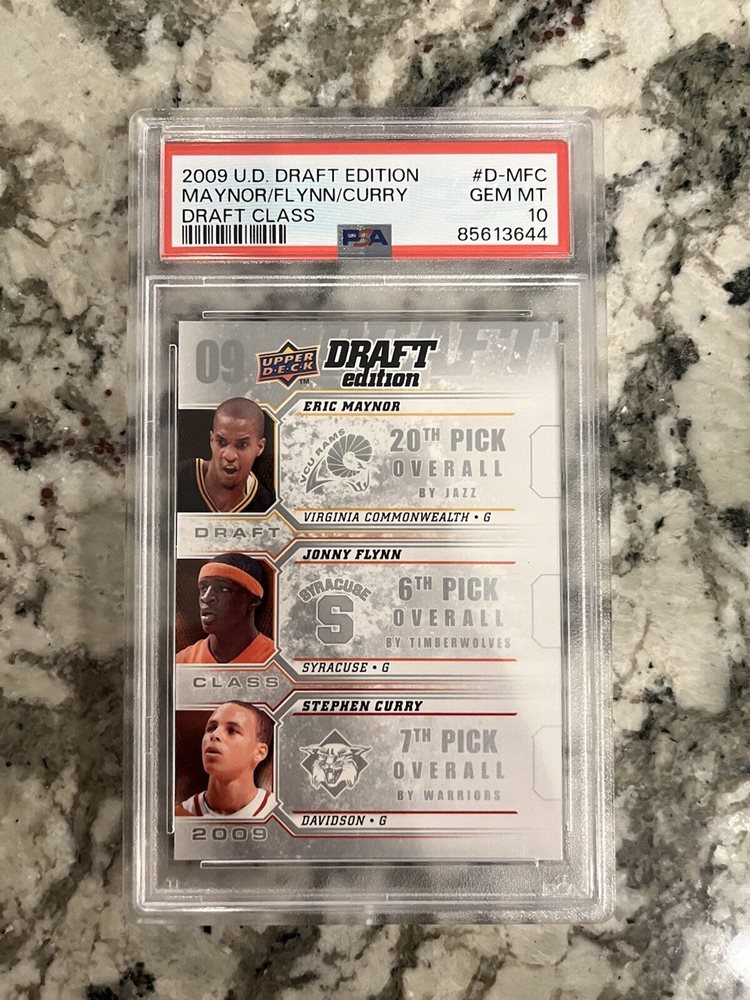 2009 U.D. DRAFT EDITION #D-MFC
MAYNOR/FLYNN/CURRY GEM MT
DRAFT CLASS 10
PSA 85613644
DRAFT
09 UPPER DECK TM DRAFT
edition
ERIC MAYNOR
VCU RAMS
20TH PICK
OVERALL
BY JAZZ
VIRGINIA COMMONWEALTH • G
DRAFT
JONNY FLYNN
SYRACUSE
S
6TH PICK
OVERALL
BY TIMBERWOLVES
SYRACUSE • G
CLASS
STEPHEN CURRY
7TH PICK
OVERALL
BY WARRIORS
DAVIDSON • G
2009